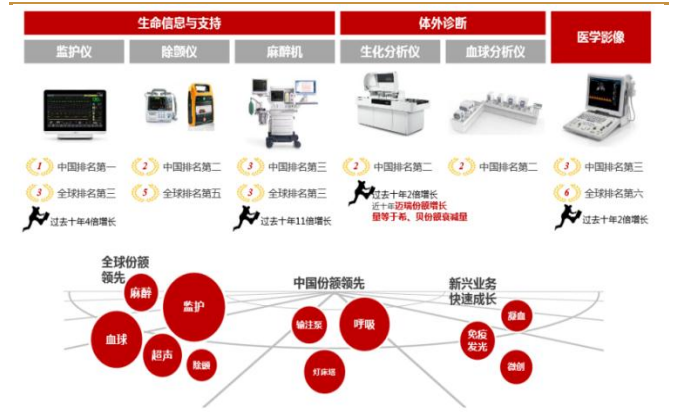 生命信息与支持
体外诊断
医学影像
监护仪
除颤仪
麻醉机
生化分析仪
血球分析仪
1 中国排名第一
2 中国排名第二
3 中国排名第三
2 中国排名第二
2 中国排名第二
3 中国排名第三
3 全球排名第三
5 全球排名第五
3 全球排名第三
过去十年2倍增长
近十年迈瑞份额增长
量等于希、贝份额衰减量
6 全球排名第六
过去十年4倍增长
过去十年11倍增长
过去十年2倍增长
全球份额
领先
中国份额领先
新兴业务
快速成长
麻醉
监护
血球
超声
除颤
输注泵
呼吸
灯床塔
凝血
免疫
发光
微创